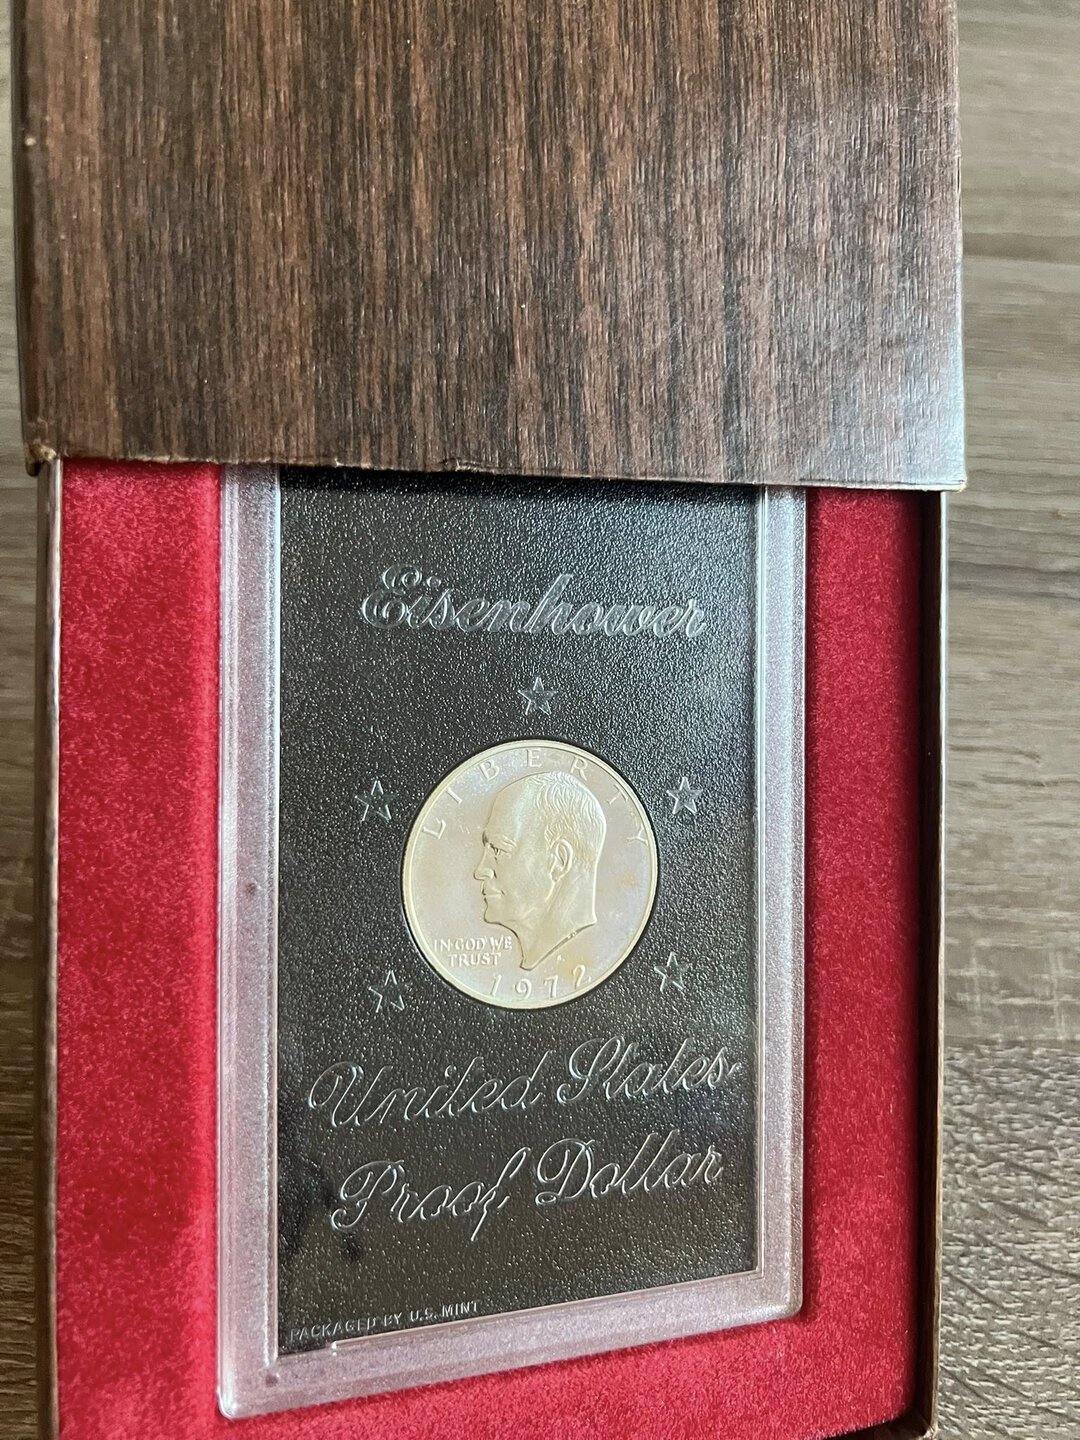 Eisenhower
LIBERTY
IN GOD WE
TRUST
1972
United States
Proof Dollar
PACKAGED BY U.S. MINT